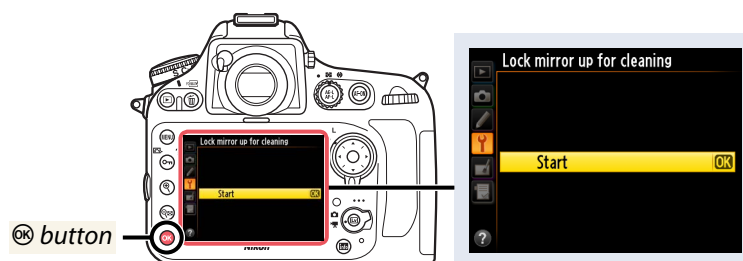 Lock mirror up for cleaning
Start OK
?
OK button
MENU
AE-L
AF-L
AF-ON
L
Lock mirror up for cleaning
Start OK
?
OK
Nikon